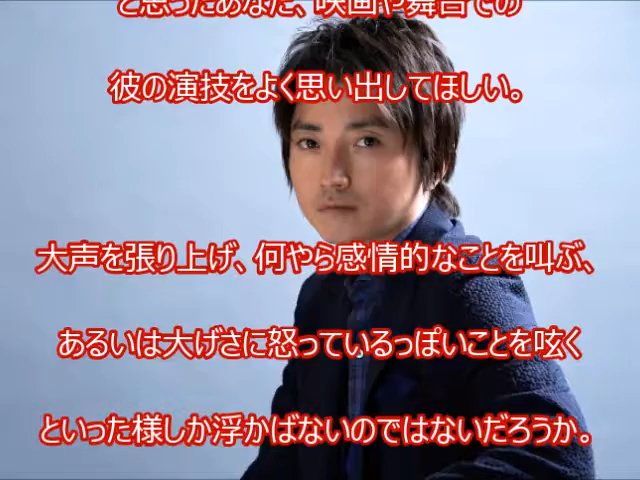 と思ったあなた、映画や舞台での
彼の演技をよく思い出してほしい。
大声を張り上げ、何やら感情的なことを叫ぶ、
あるいは大げさに怒っているっぽいことを呟く
といった様しか浮かばないのではないだろうか。